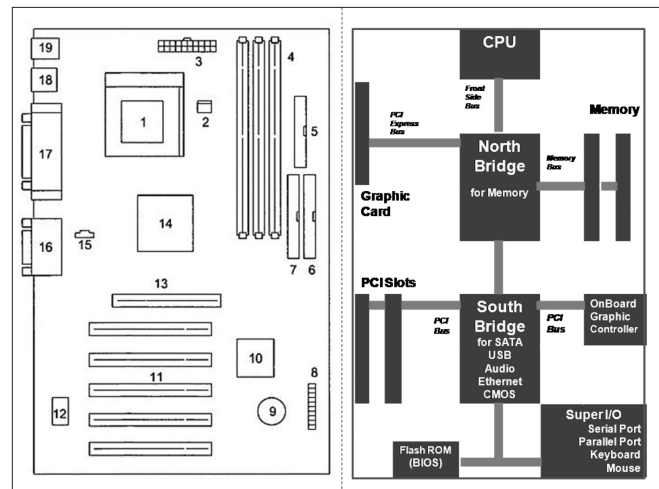 19
18
17
16
15
3
4
1
2
5
14
7
6
13
11
10
8
12
9
CPU
Front
Side
Bus
PCI
Express
Bus
Memory
North
Bridge
for Memory
Memory
Bus
Graphic
Card
PCI Slots
PCI
Bus
South
Bridge
for SATA
USB
Audio
Ethernet
CMOS
PCI
Bus
OnBoard
Graphic
Controller
Flash ROM
(BIOS)
Super I/O
Serial Port
Parallel Port
Keyboard
Mouse